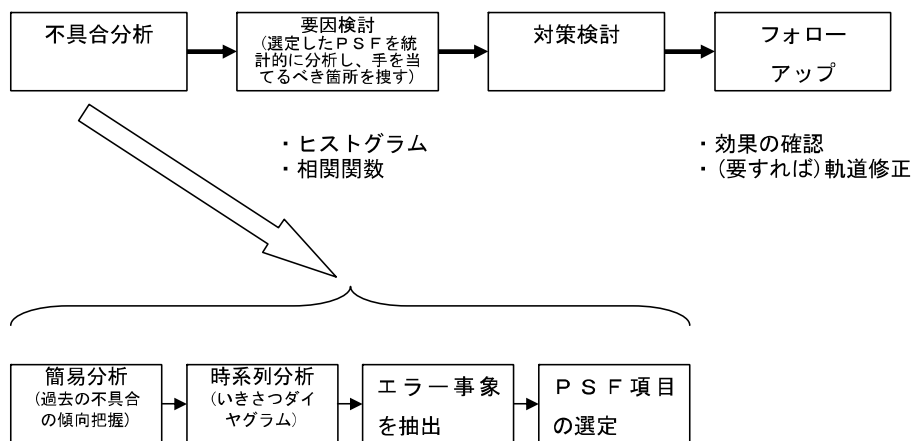 不具合分析
要因検討
(選定したＰＳＦを統
計的に分析し、手を当
てるべき箇所を捜す)
対策検討
フォロー
アップ
・ヒストグラム
・相関関数
・効果の確認
・(要すれば)軌道修正
簡易分析
(過去の不具合
の傾向把握)
時系列分析
(いきさつダイ
ヤグラム)
エラー事象
を抽出
ＰＳＦ項目
の選定